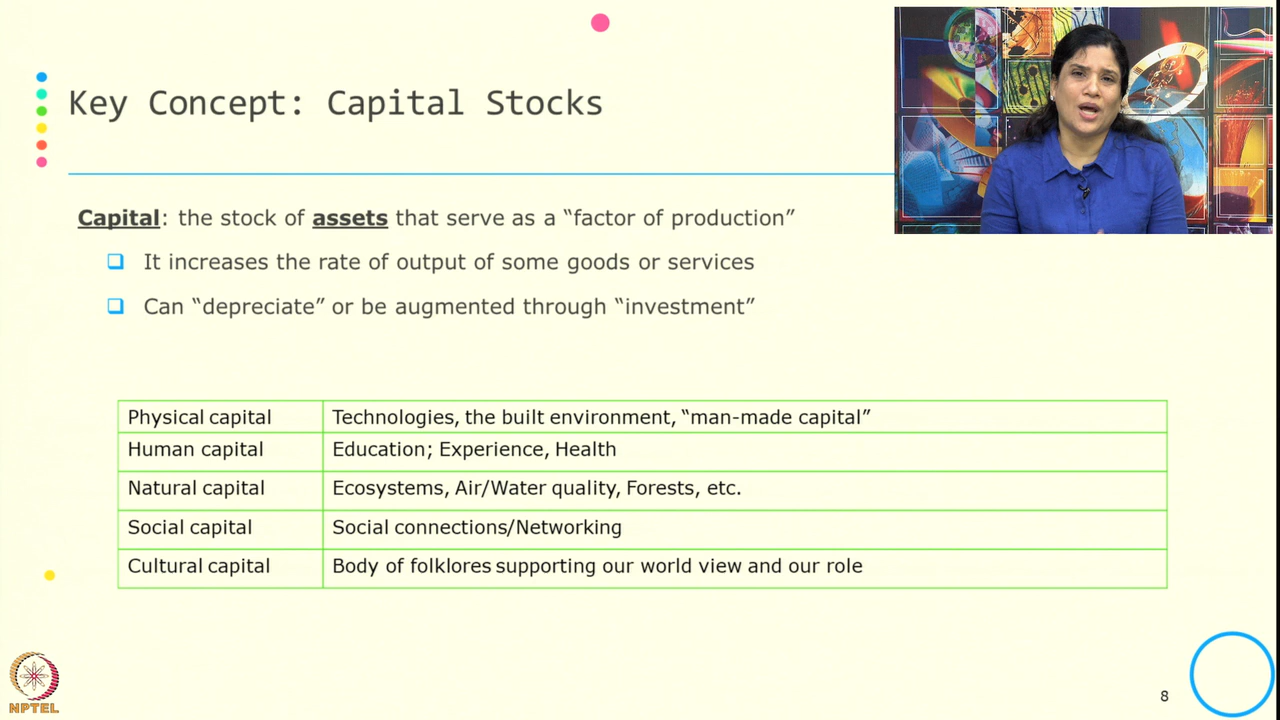 Key Concept: Capital Stocks
Capital: the stock of assets that serve as a “factor of production”
It increases the rate of output of some goods or services
Can “depreciate” or be augmented through “investment”
Physical capital Technologies, the built environment, “man-made capital”
Human capital Education; Experience, Health
Natural capital Ecosystems, Air/Water quality, Forests, etc.
Social capital Social connections/Networking
Cultural capital Body of folklores supporting our world view and our role
NPTEL
8